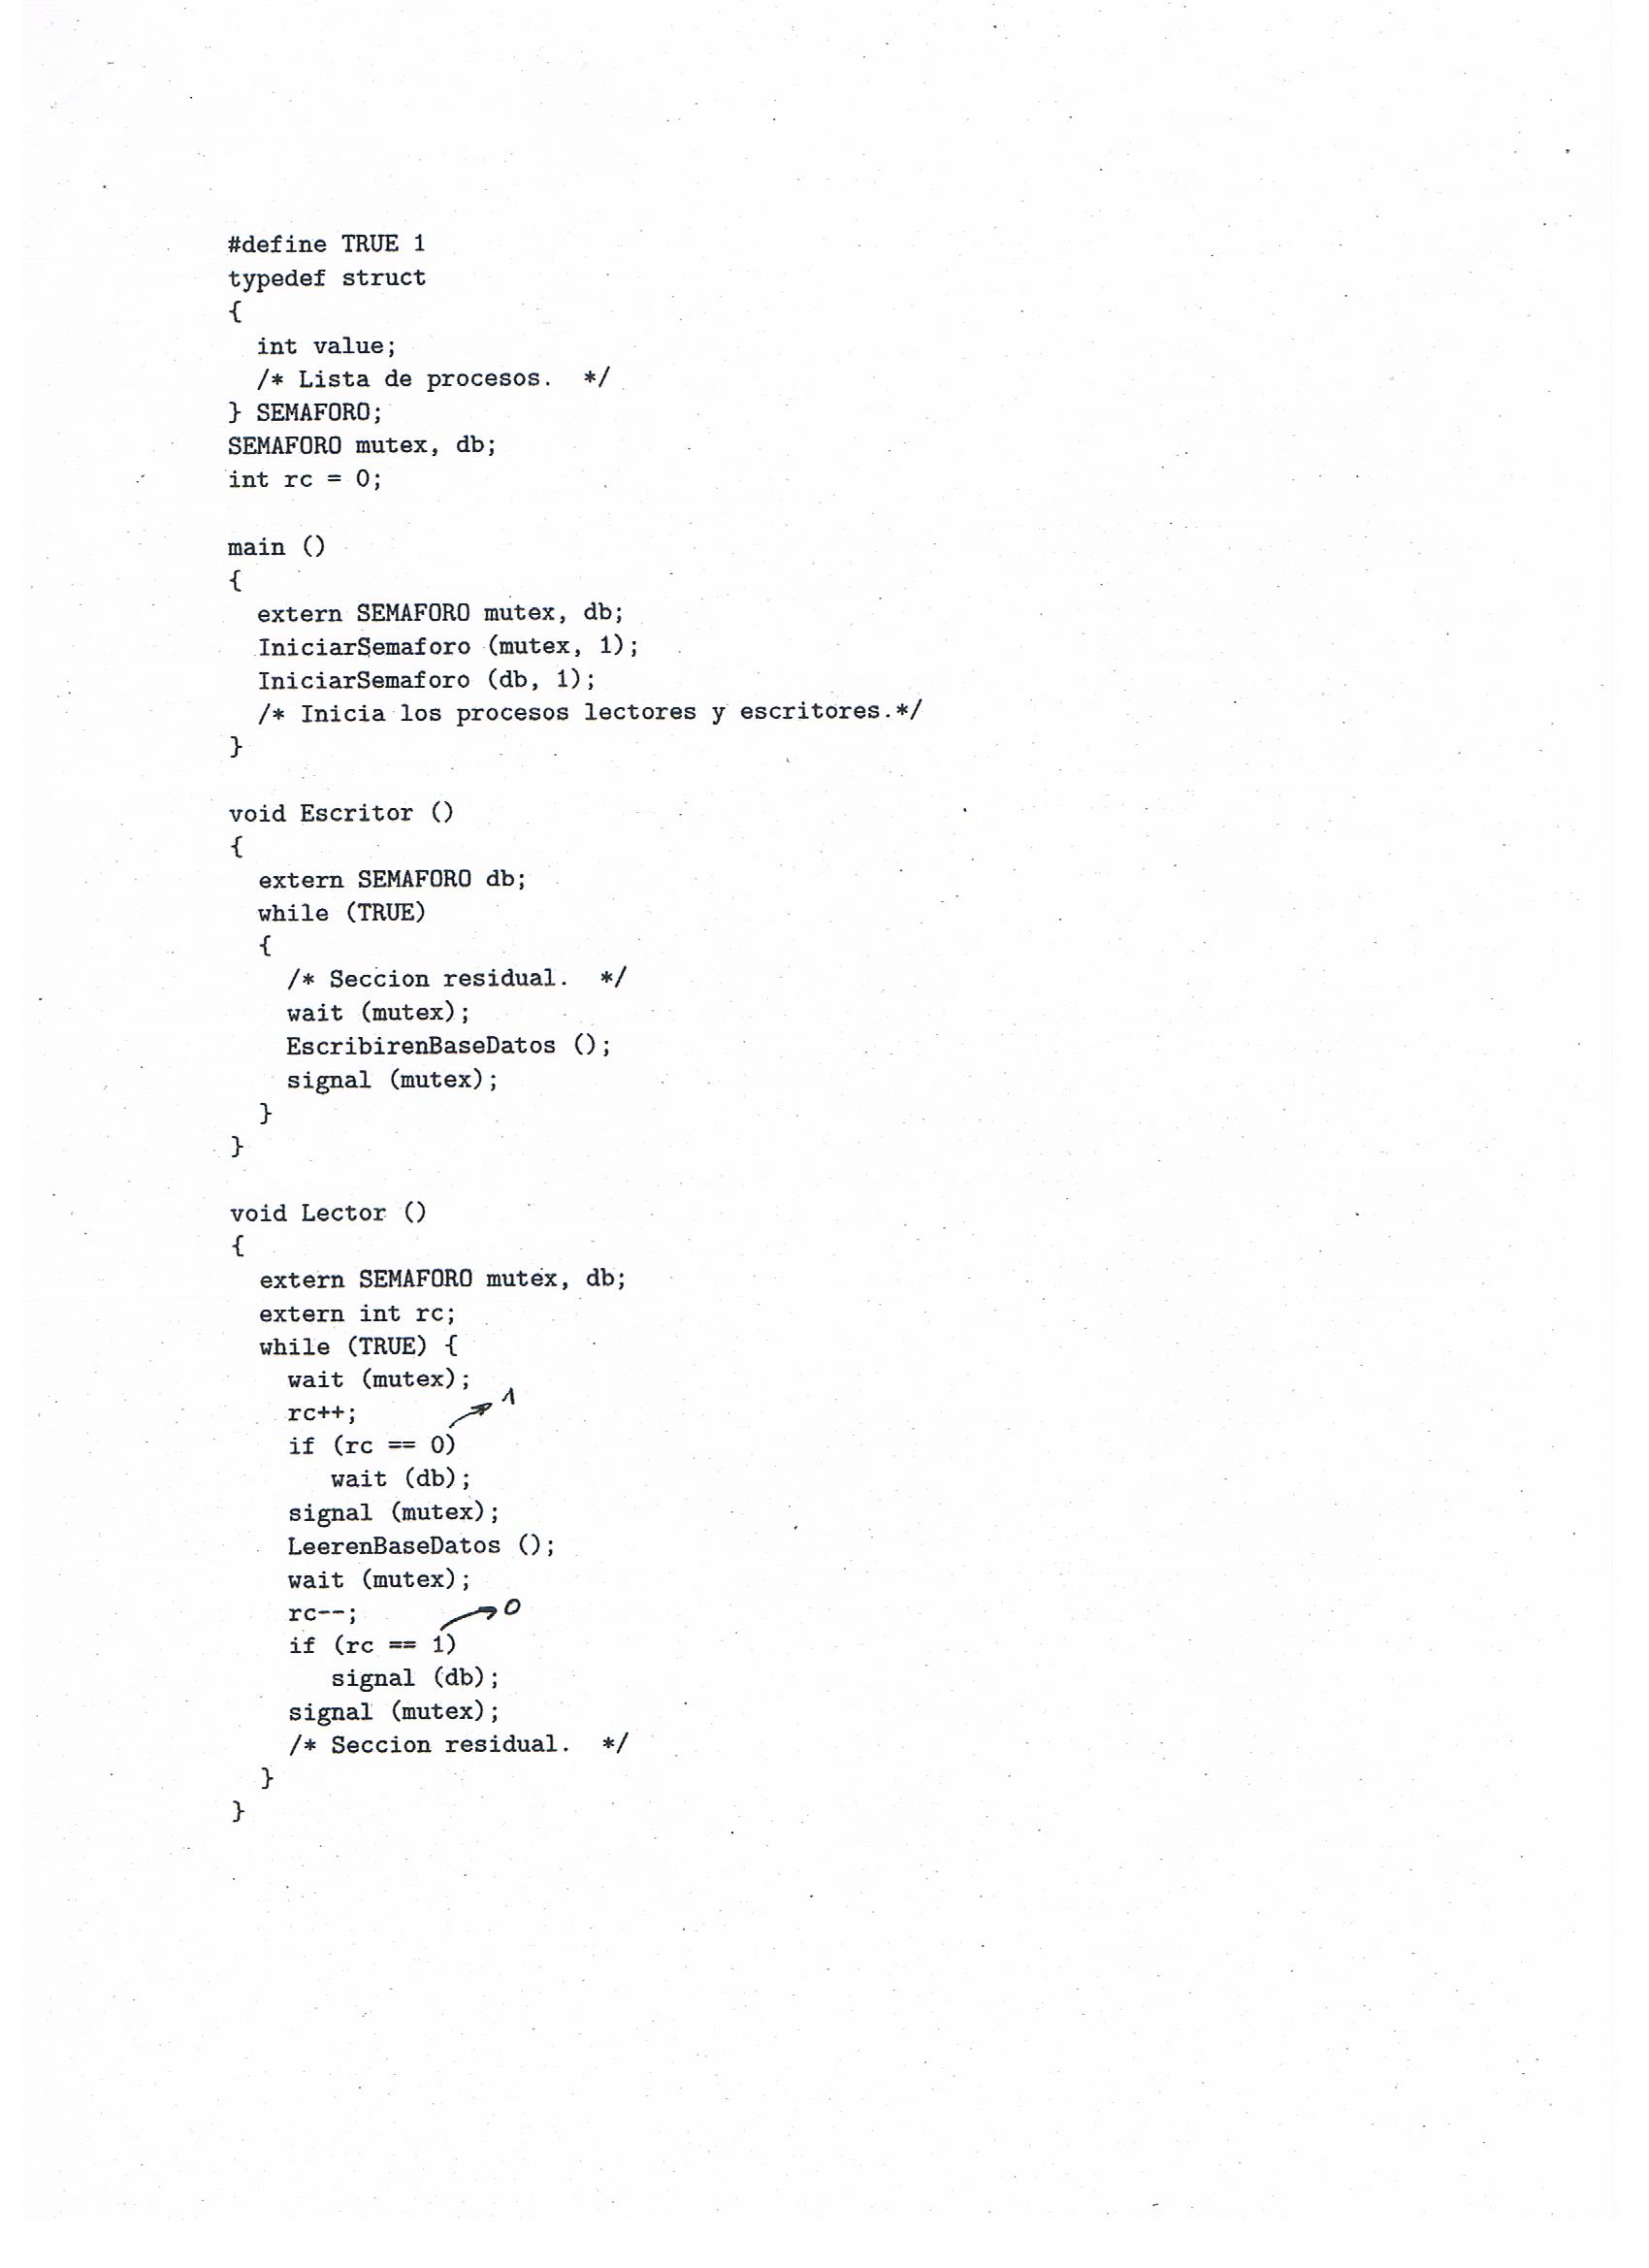 #define TRUE 1
typedef struct
{
  int value;
  /* Lista de procesos.  */
} SEMAFORO;
SEMAFORO mutex, db;
int rc = 0;

main ()
{
  extern SEMAFORO mutex, db;
  IniciarSemaforo (mutex, 1);
  IniciarSemaforo (db, 1);
  /* Inicia los procesos lectores y escritores.*/
}

void Escritor ()
{
  extern SEMAFORO db;
  while (TRUE)
  {
    /* Seccion residual.  */
    wait (mutex);
    EscribirenBaseDatos ();
    signal (mutex);
  }
}

void Lector ()
{
  extern SEMAFORO mutex, db;
  extern int rc;
  while (TRUE) {
    wait (mutex);
    rc++; 1
    if (rc == 0)
       wait (db);
    signal (mutex);
    LeerenBaseDatos ();
    wait (mutex);
    rc--; 0
    if (rc == 1)
       signal (db);
    signal (mutex);
    /* Seccion residual.  */
  }
}